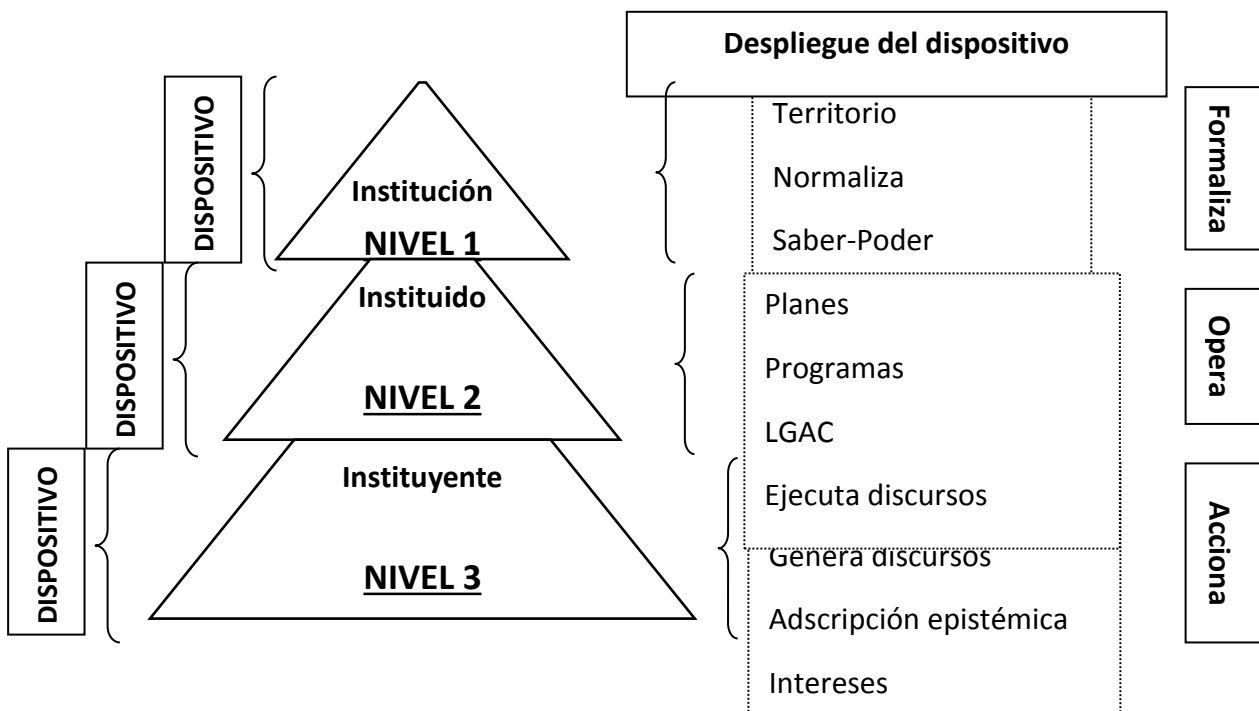 Despliegue del dispositivo
DISPOSITIVO
Institución
NIVEL 1
Territorio
Normaliza
Saber-Poder
Formaliza
DISPOSITIVO
Instituido
NIVEL 2
Planes
Programas
LGAC
Opera
DISPOSITIVO
Instituyente
NIVEL 3
Ejecuta discursos
Genera discursos
Adscripción epistémica
Intereses
Acciona